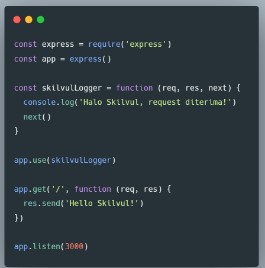 const express = require('express')
const app = express()
const skilvulLogger = function (req, res, next) {
console.log('Halo Skilvul, request diterima!')
next()
}
app.use(skilvulLogger)
app.get('/', function (req, res) {
res.send('Hello Skilvul!')
})
app.listen(3000)